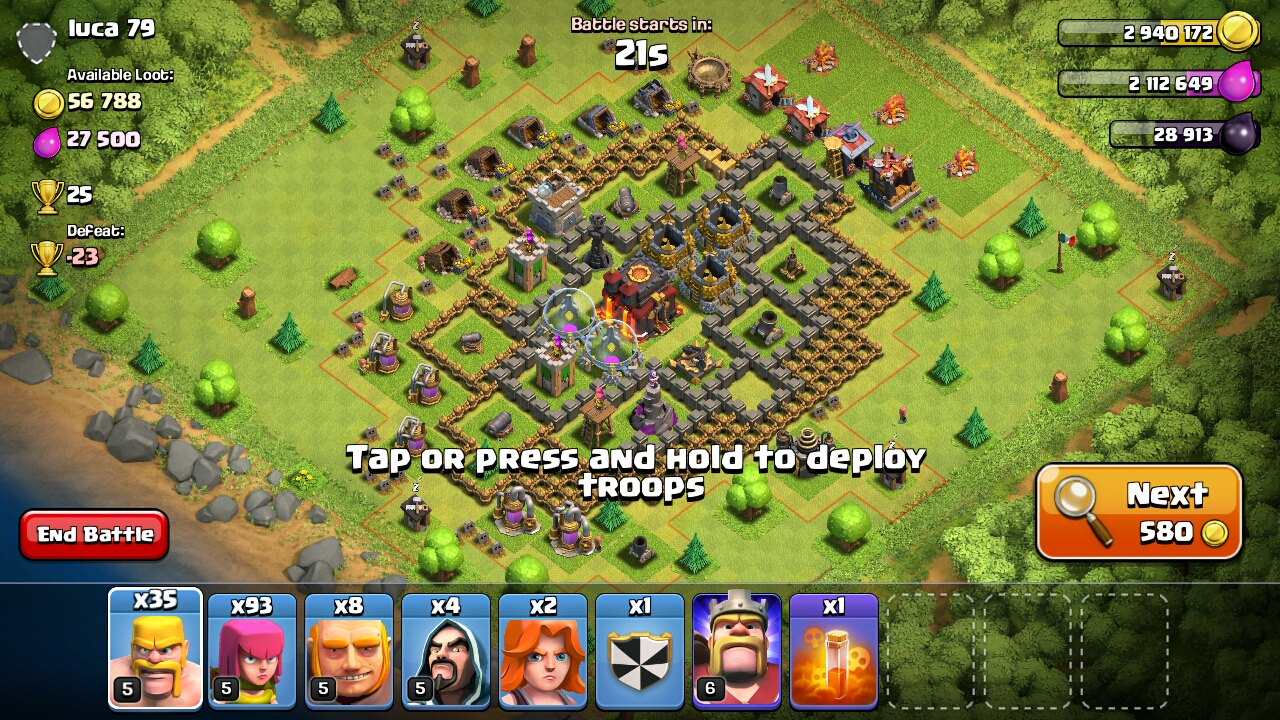 luca 79
Available Loot:
56 788
27 500
25
Defeat:
-23
Battle starts in:
21s
2 940 172
2 112 649
28 913
z
z
z
z
Tap or press and hold to deploy
troops
End Battle
Next
580
x35
x93
x8
x4
x2
x1
x1
5
5
5
5
6